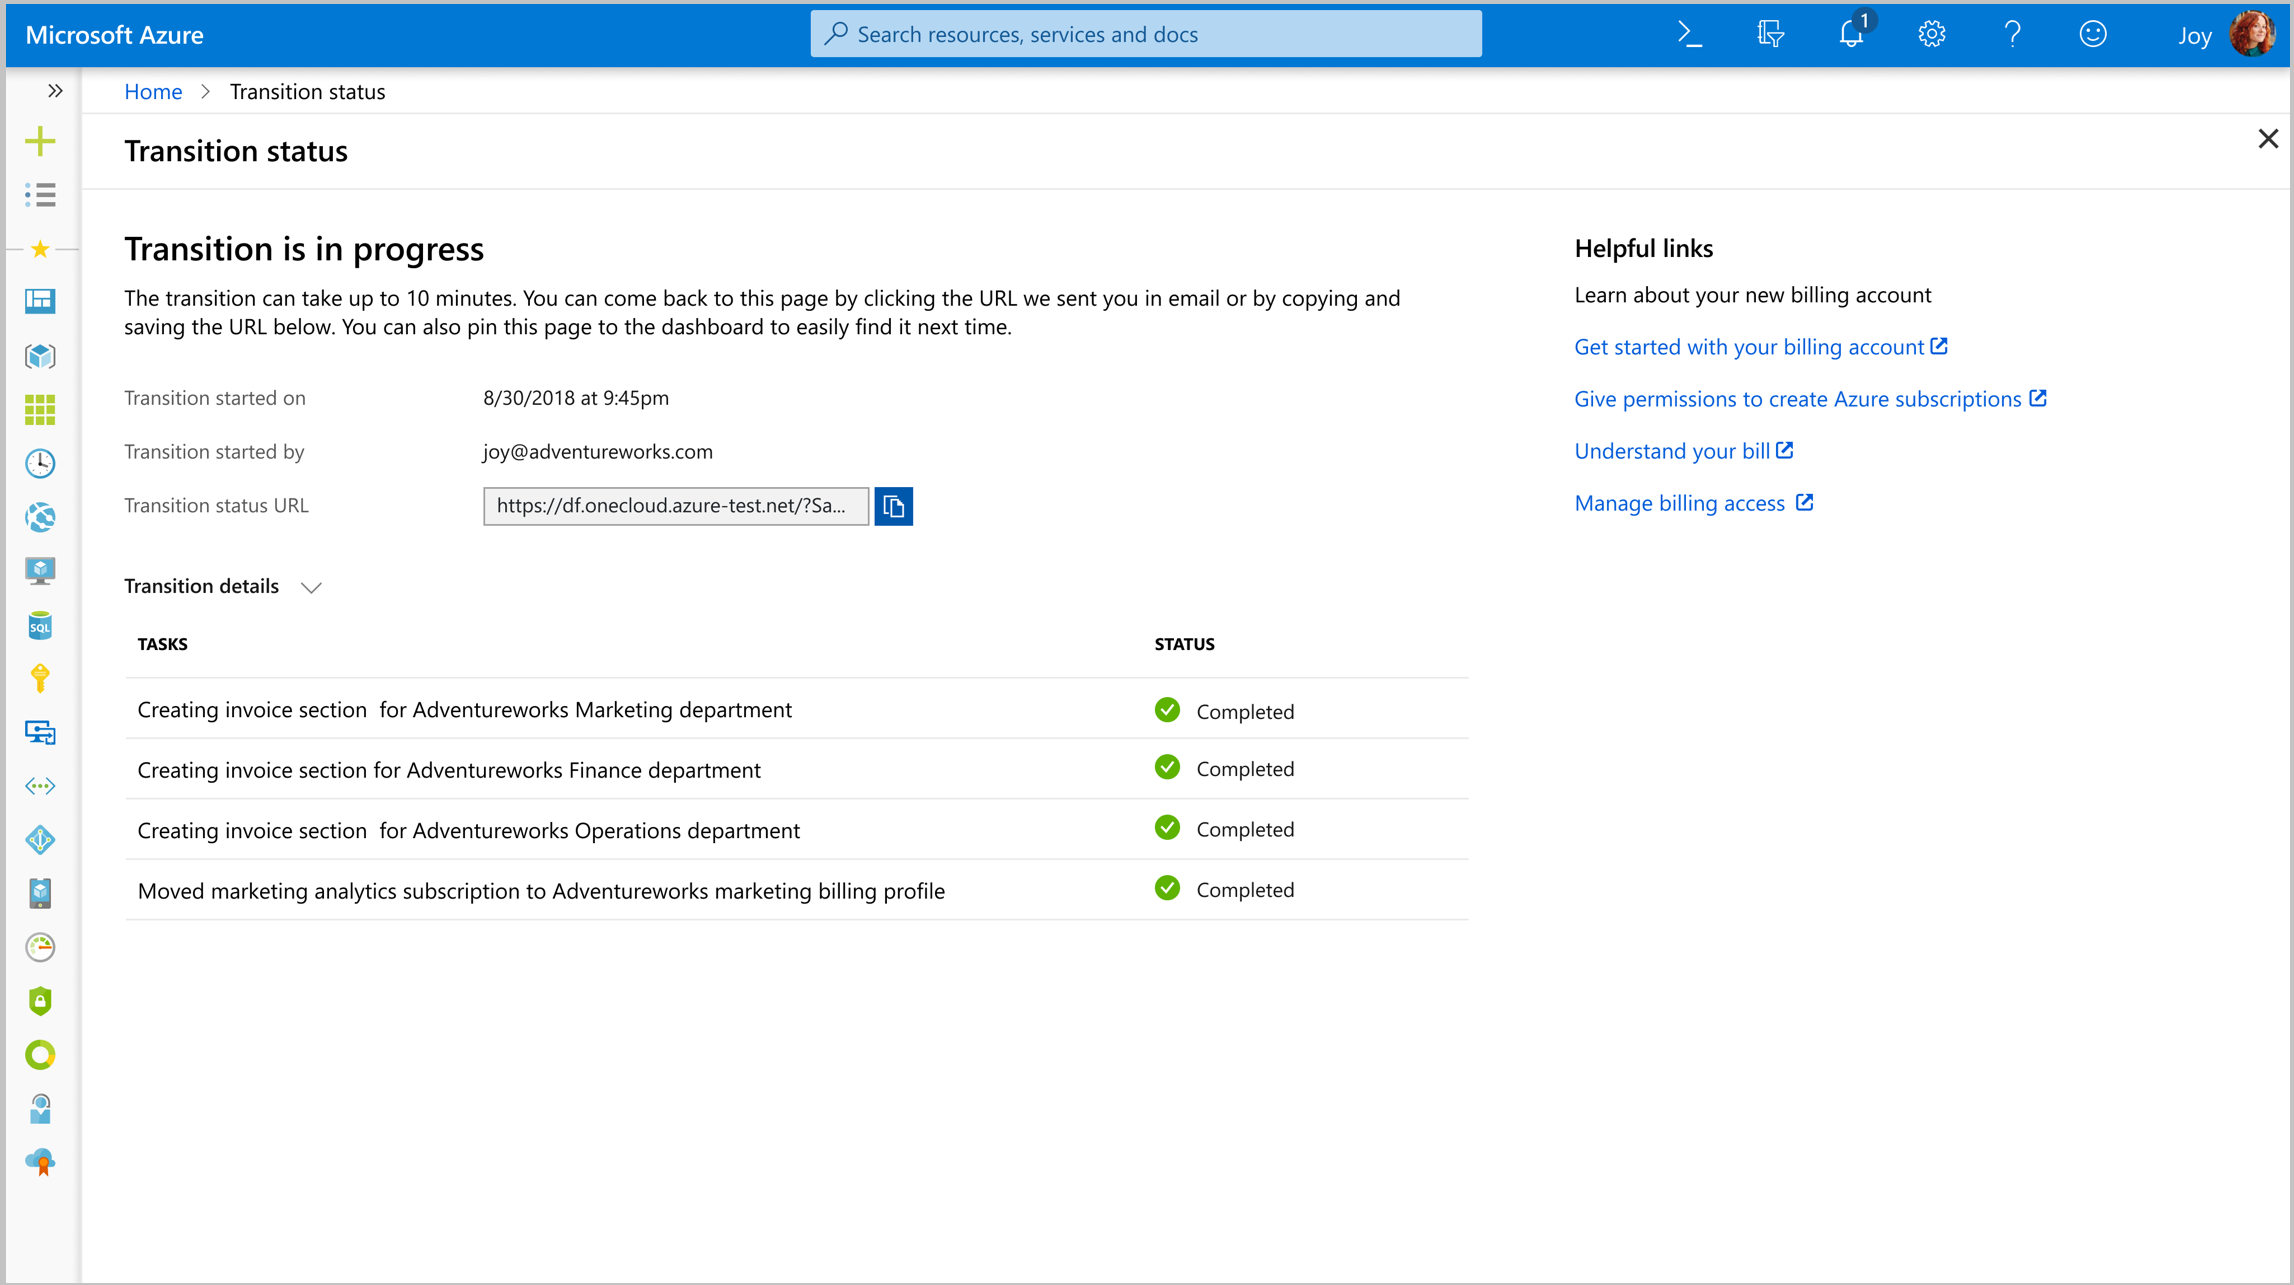 Microsoft Azure
Search resources, services and docs
1
Joy
Home > Transition status
Transition status
Transition is in progress
The transition can take up to 10 minutes. You can come back to this page by clicking the URL we sent you in email or by copying and
saving the URL below. You can also pin this page to the dashboard to easily find it next time.
Transition started on 8/30/2018 at 9:45pm
Transition started by joy@adventureworks.com
Transition status URL https://df.onecloud.azure-test.net/?Sa...
Transition details
TASKS STATUS
Creating invoice section for Adventureworks Marketing department Completed
Creating invoice section for Adventureworks Finance department Completed
Creating invoice section for Adventureworks Operations department Completed
Moved marketing analytics subscription to Adventureworks marketing billing profile Completed
Helpful links
Learn about your new billing account
Get started with your billing account
Give permissions to create Azure subscriptions
Understand your bill
Manage billing access
SQL